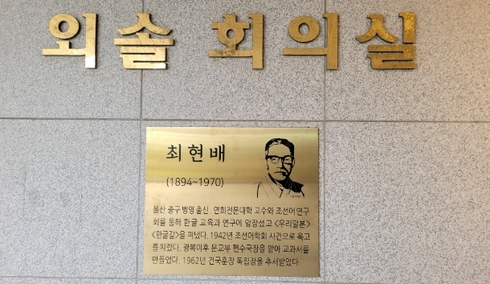 외솔 회의실
최현배
(1894~1970)
울산 중구 병영 출신. 연희전문대학 교수와 조선어연구
회를 통해 한글 교육과 연구에 앞장섰고 <우리말본>
<한글갈>을 펴냈다. 1942년 조선어학회 사건으로 옥고
를 치렀다. 광복이후 문교부 편수국장을 맡아 교과서를
만들었다. 1962년 건국훈장 독립장을 추서받았다